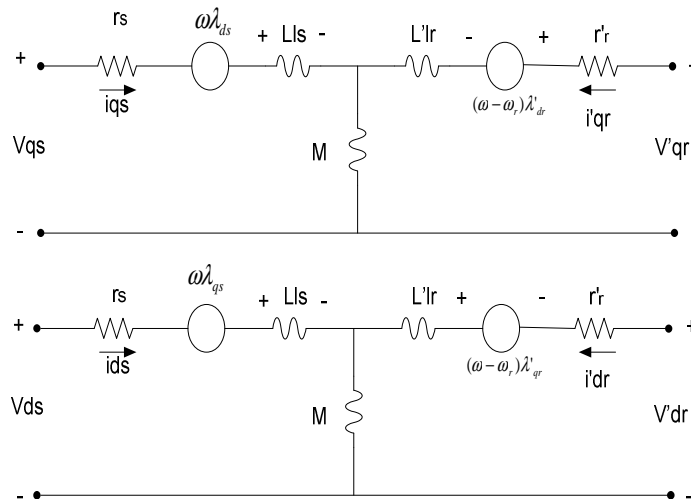 rs ωλds + Lls - L'lr - + r'r
+ -
iqs (ω-ωr)λ'dr i'qr
Vqs M V'qr
- -
rs ωλqs + Lls - L'lr + - r'r
+ +
ids (ω-ωr)λ'qr i'dr
Vds M V'dr
- -